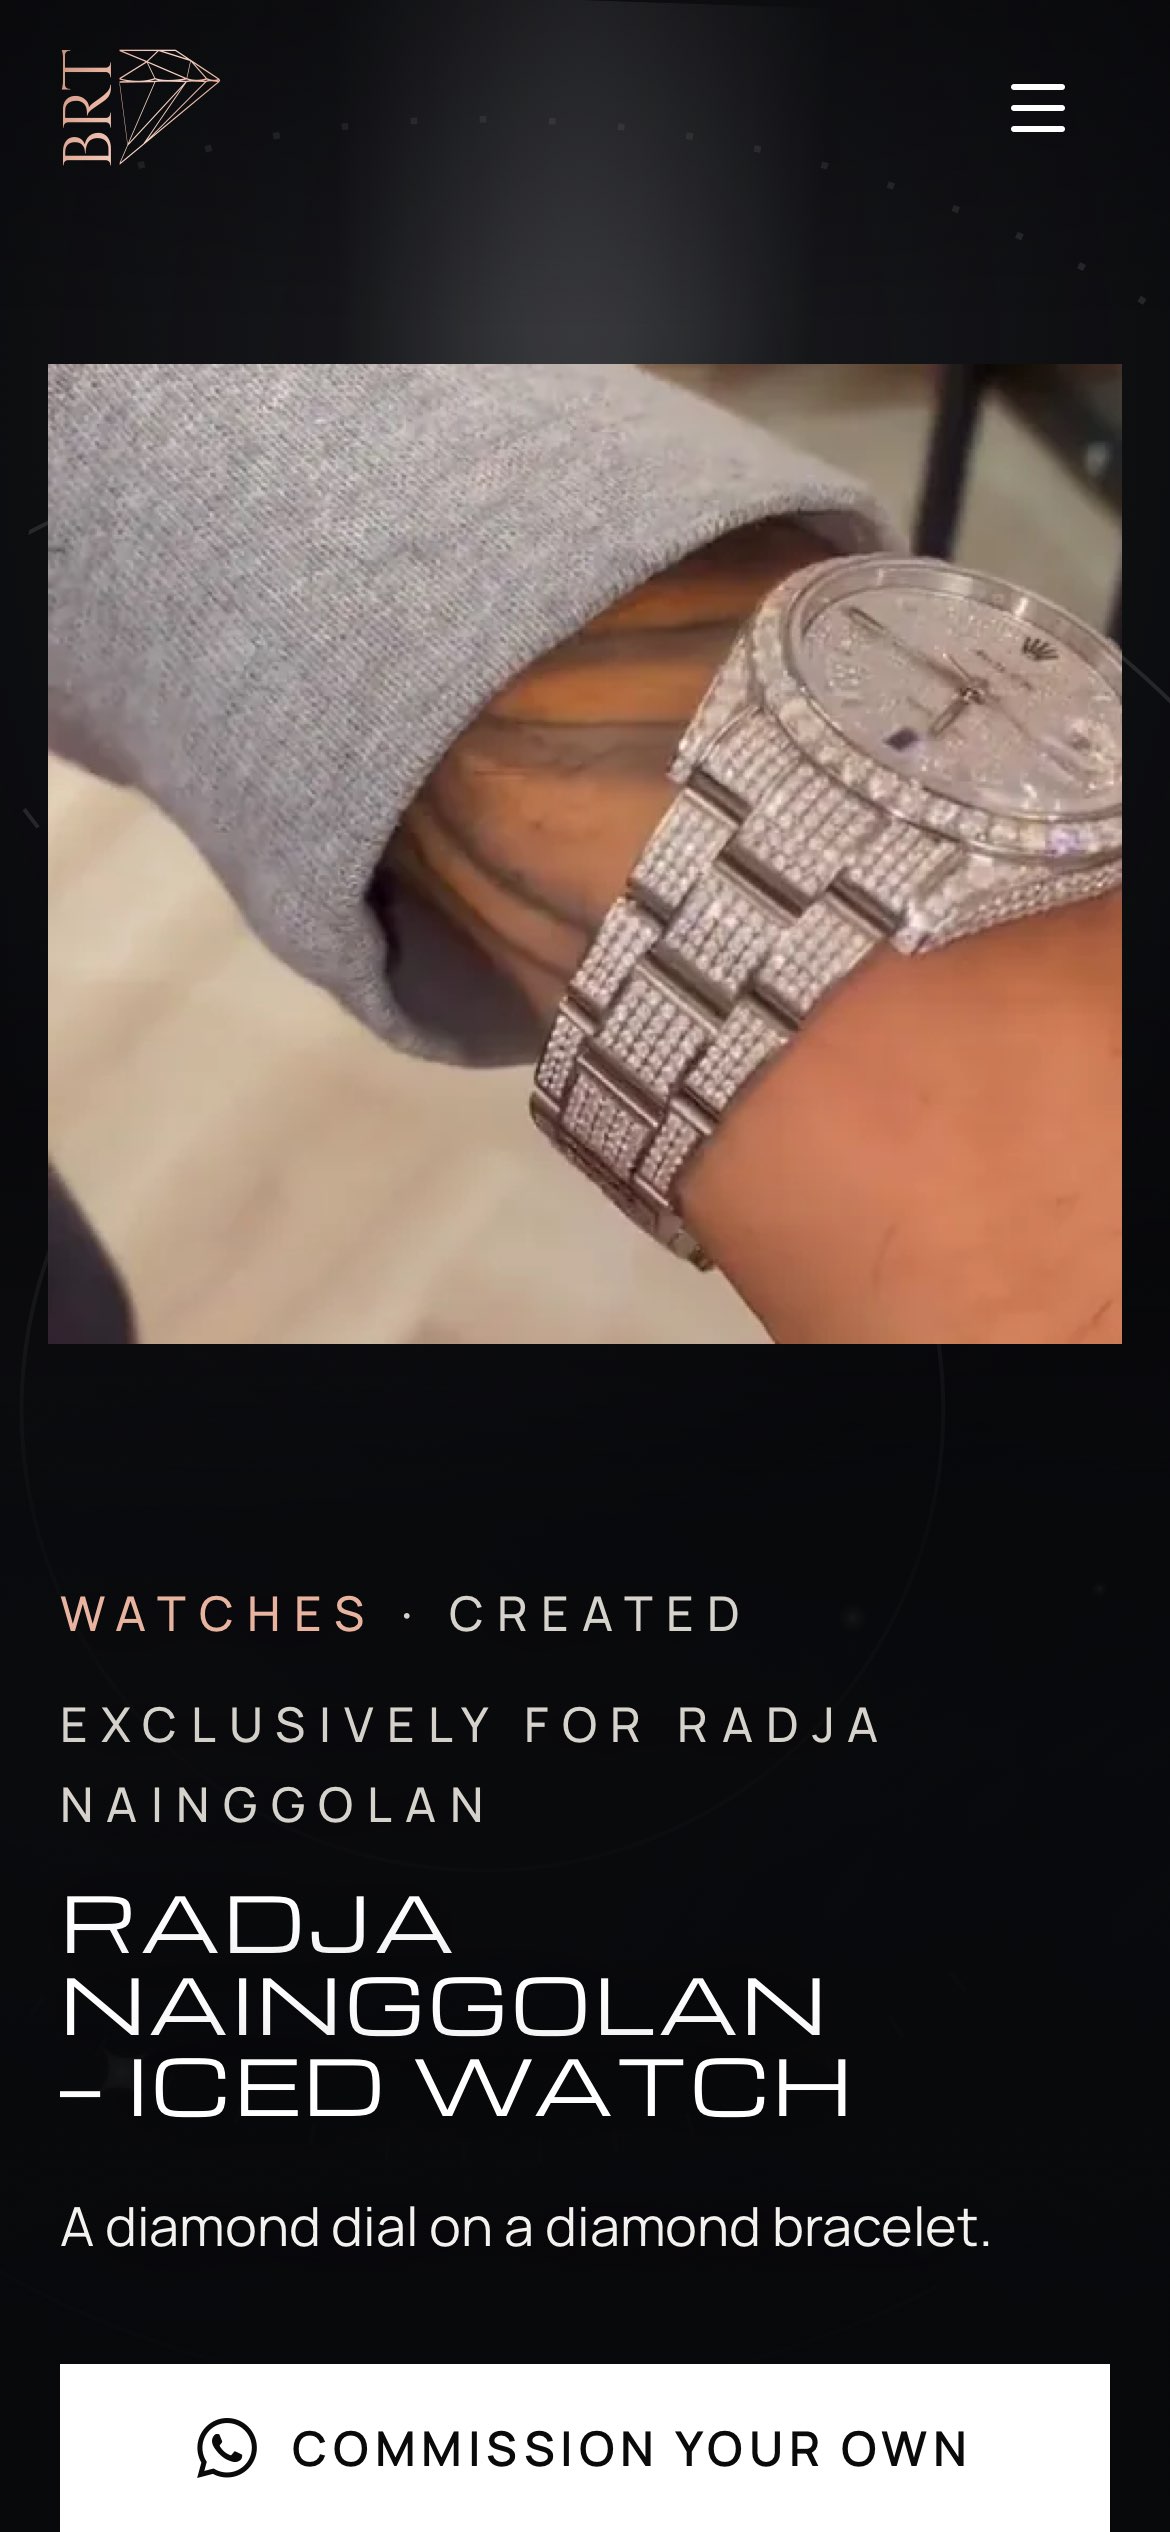 BRT
WATCHES · CREATED
EXCLUSIVELY FOR RADJA
NAINGGOLAN
RADJA
NAINGGOLAN
– ICED WATCH
A diamond dial on a diamond bracelet.
COMMISSION YOUR OWN